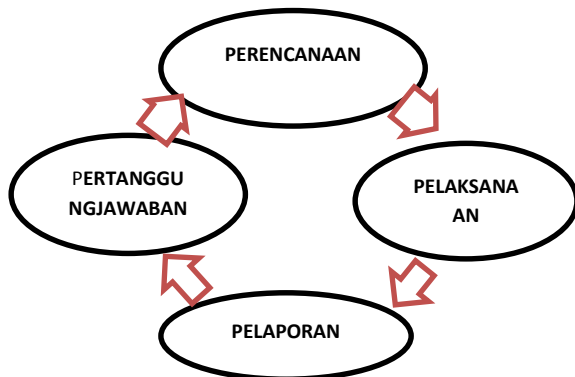 PERENCANAAN
PELAKSANA
AN
PELAPORAN
PERTANGGU
NGJAWABAN